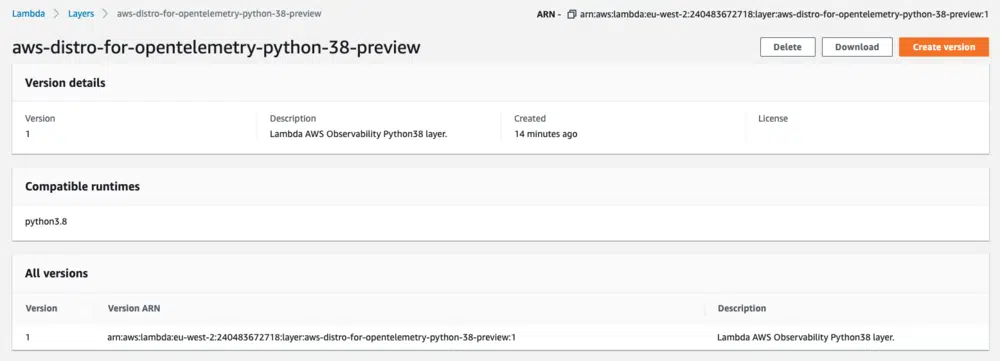 Lambda > Layers > aws-distro-for-opentelemetry-python-38-preview ARN - arn:aws:lambda:eu-west-2:240483672718:layer:aws-distro-for-opentelemetry-python-38-preview:1
aws-distro-for-opentelemetry-python-38-preview Delete Download Create version
Version details
Version Description Created License
1 Lambda AWS Observability Python38 layer. 14 minutes ago
Compatible runtimes
python3.8
All versions
Version Version ARN Description
1 arn:aws:lambda:eu-west-2:240483672718:layer:aws-distro-for-opentelemetry-python-38-preview:1 Lambda AWS Observability Python38 layer.